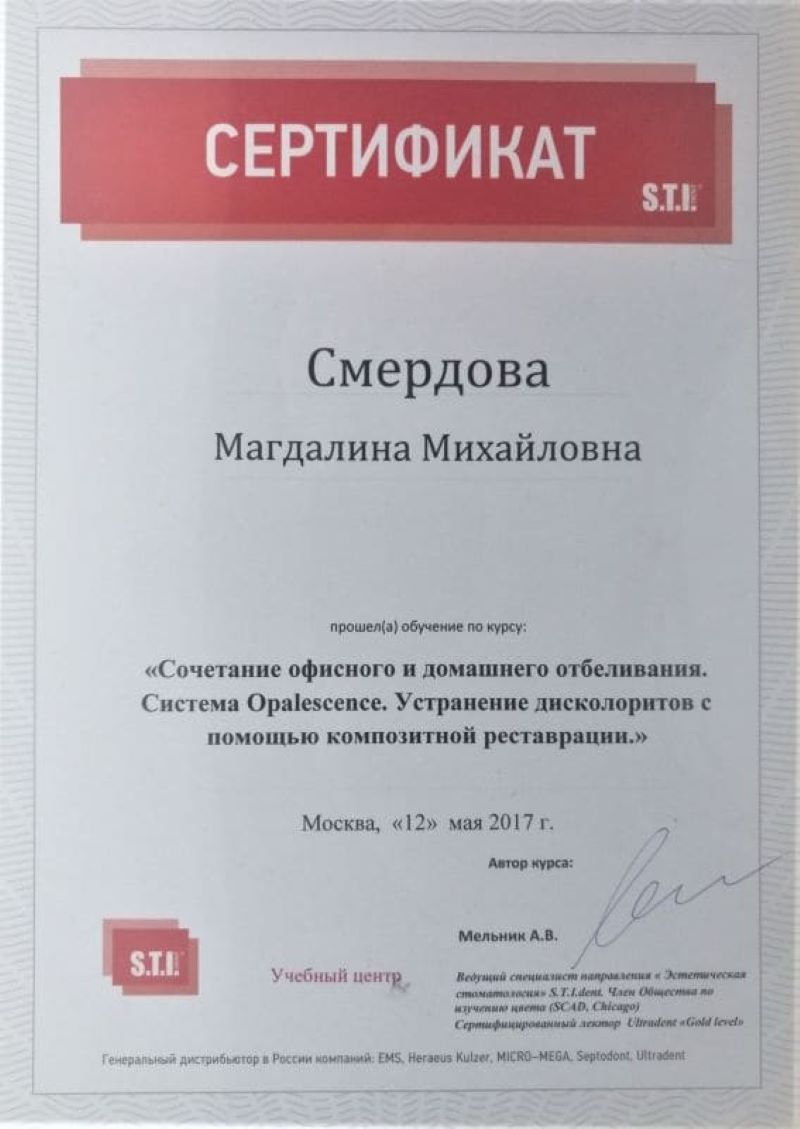 СЕРТИФИКАТ
S.T.I.
Смердова
Магдалина Михайловна
прошел(а) обучение по курсу:
«Сочетание офисного и домашнего отбеливания.
Система Opalescence. Устранение дисколоритов с
помощью композитной реставрации.»
Москва, «12» мая 2017 г.
Автор курса:
Мельник А.В.
S.T.I.
Учебный центр
Ведущий специалист направления « Эстетическая
стоматология» S.T.I.dent. Член Общества по
изучению цвета (SCAD, Chicago)
Сертифицированный лектор Ultradent «Gold level»
Генеральный дистрибьютор в России компаний: EMS, Heraeus Kulzer, MICRO–MEGA, Septodont, Ultradent